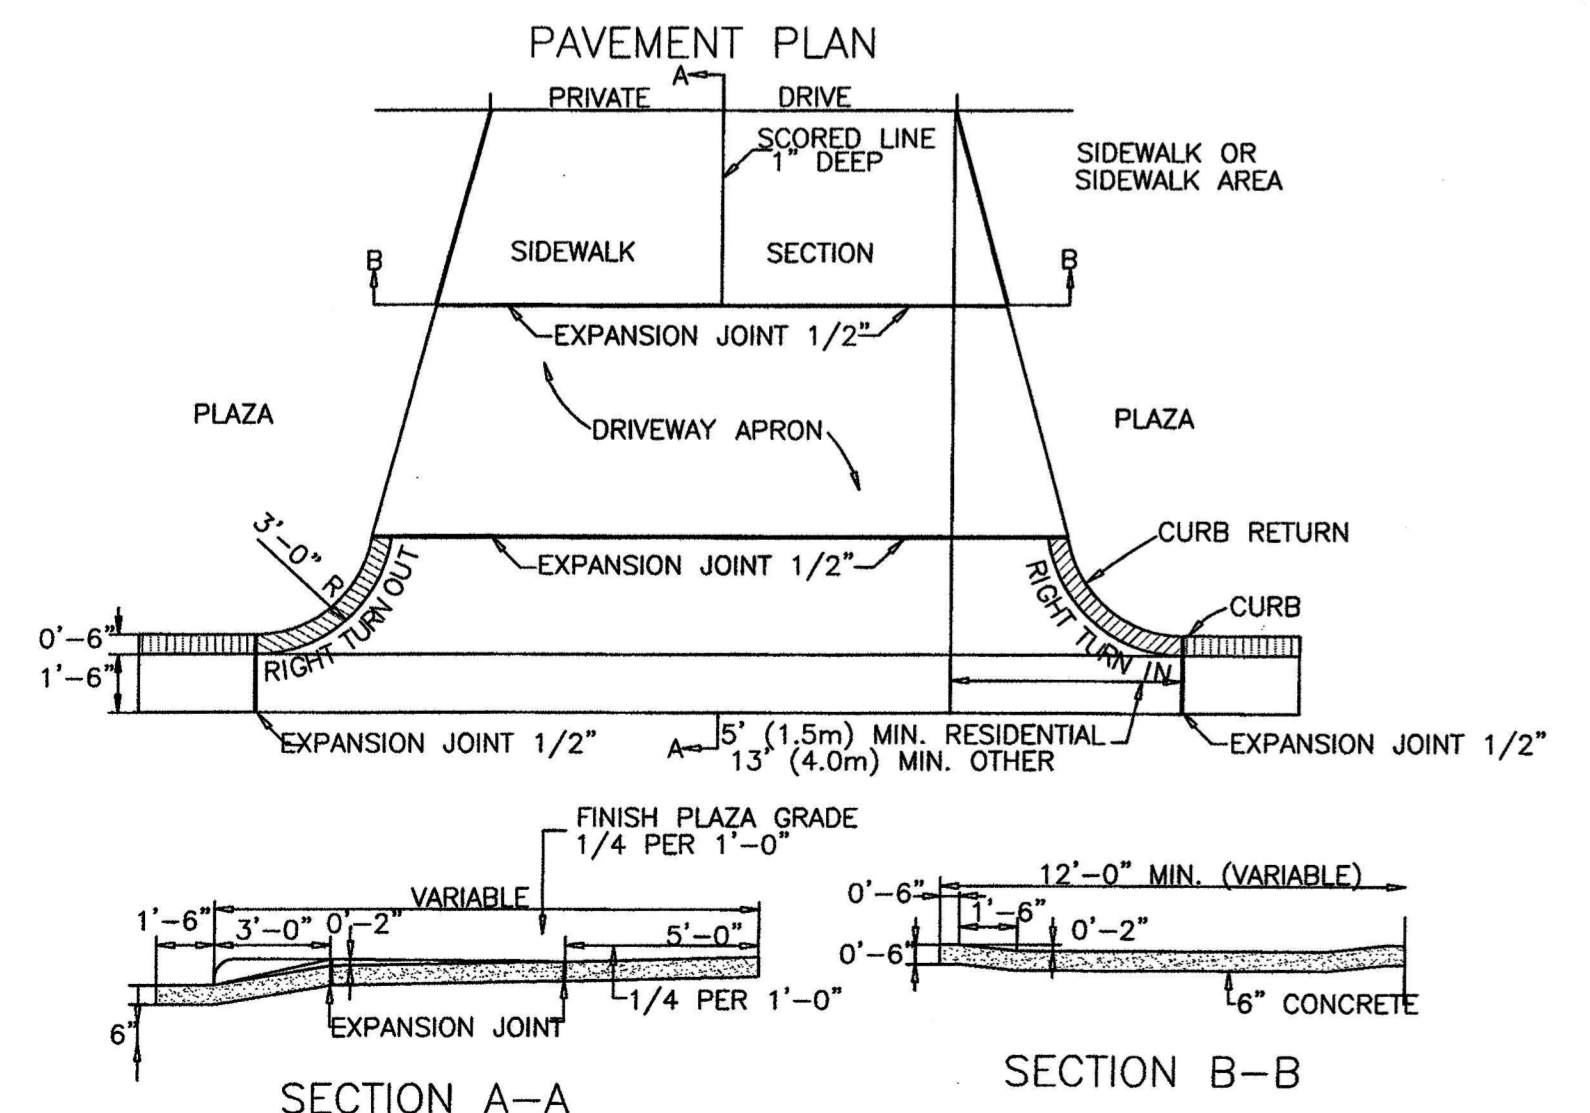 PAVEMENT PLAN
A
PRIVATE DRIVE
SCORED LINE
1" DEEP
SIDEWALK OR
SIDEWALK AREA
B
SIDEWALK SECTION
B
EXPANSION JOINT 1/2"
PLAZA
DRIVEWAY APRON
PLAZA
3'-0" R
RIGHT TURN OUT
EXPANSION JOINT 1/2"
RIGHT TURN IN
CURB RETURN
CURB
0'-6"
1'-6"
EXPANSION JOINT 1/2"
A
5' (1.5m) MIN. RESIDENTIAL
13' (4.0m) MIN. OTHER
EXPANSION JOINT 1/2"
FINISH PLAZA GRADE
1/4 PER 1'-0"
VARIABLE
1'-6"
3'-0"
0'-2"
5'-0"
1/4 PER 1'-0"
6"
EXPANSION JOINT
SECTION A-A
12'-0" MIN. (VARIABLE)
0'-6"
1'-6"
0'-2"
0'-6"
6" CONCRETE
SECTION B-B